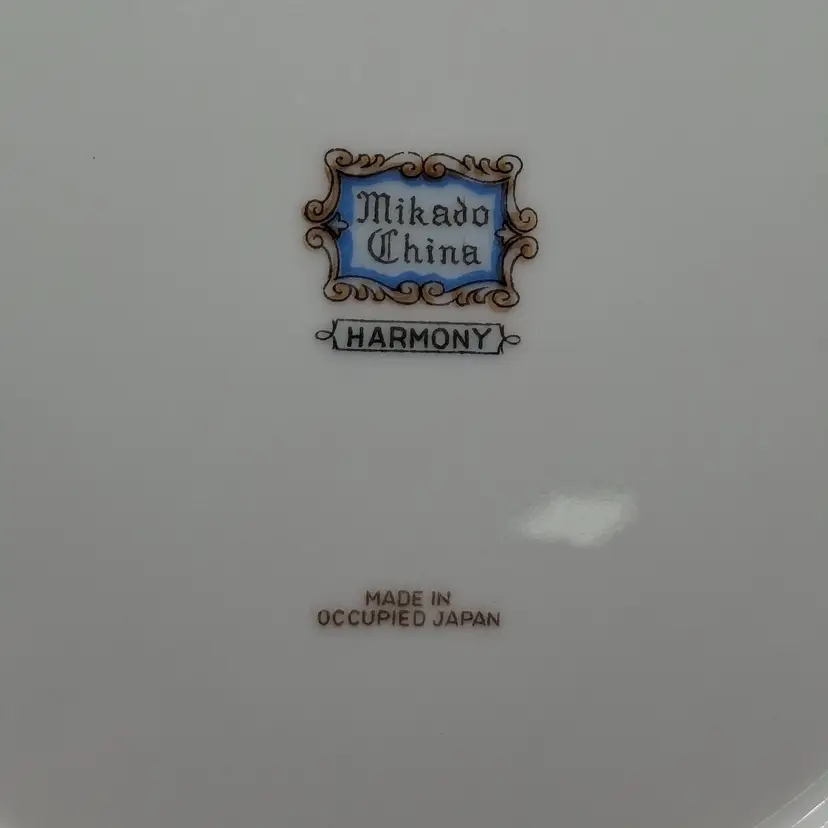 Mikado
China
HARMONY
MADE IN
OCCUPIED JAPAN